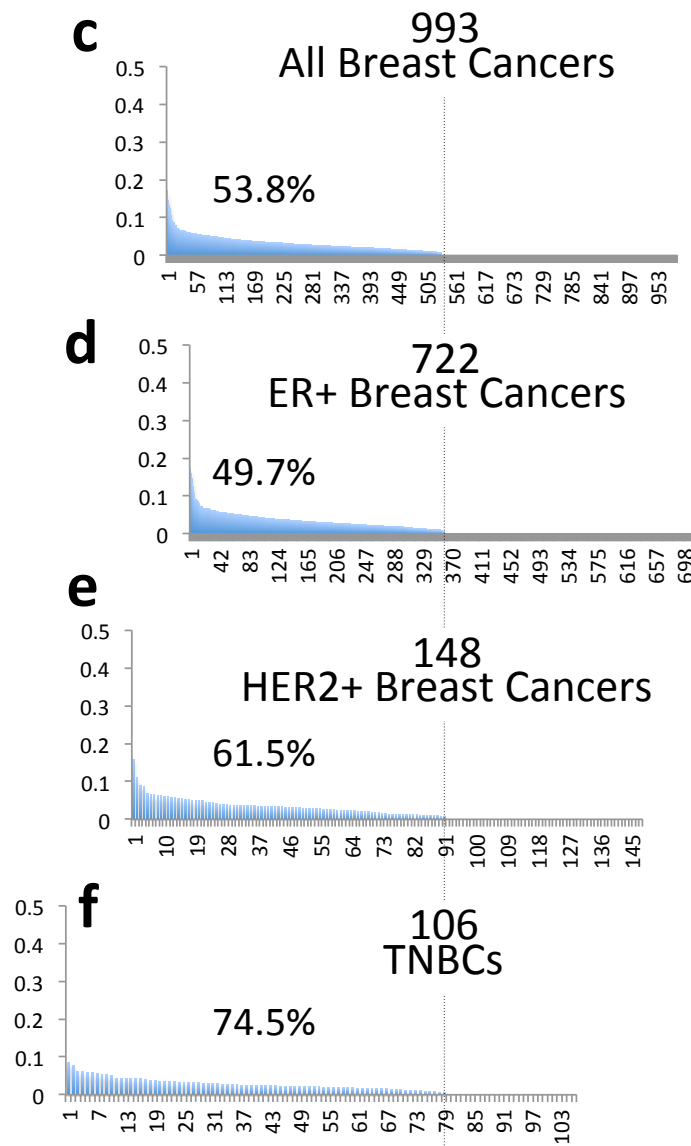 c
993
All Breast Cancers
0.5
0.4
0.3
0.2
0.1
0
53.8%
1 57 113 169 225 281 337 393 449 505 561 617 673 729 785 841 897 953
d
722
ER+ Breast Cancers
0.5
0.4
0.3
0.2
0.1
0
49.7%
1 42 83 124 165 206 247 288 329 370 411 452 493 534 575 616 657 698
e
148
HER2+ Breast Cancers
0.5
0.4
0.3
0.2
0.1
0
61.5%
1 10 19 28 37 46 55 64 73 82 91 100 109 118 127 136 145
f
106
TNBCs
0.5
0.4
0.3
0.2
0.1
0
74.5%
1 7 13 19 25 31 37 43 49 55 61 67 73 79 85 91 97 103